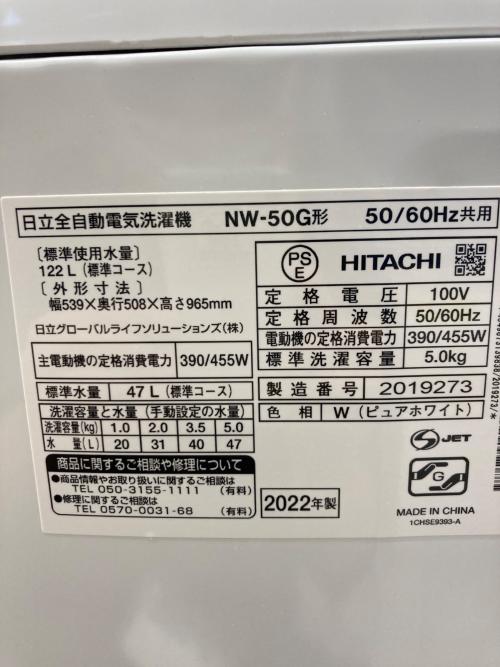 日立全自動電気洗濯機 NW-50G形 50/60Hz共用
〔標準使用水量〕
122 L (標準コース)
〔外形寸法〕
幅539×奥行508×高さ965mm
日立グローバルライフソリューションズ(株)
主電動機の定格消費電力 390/455W
標準水量 47 L (標準コース)
洗濯容量と水量 (手動設定の水量)
洗濯容量(kg) 1.0 2.0 3.5 5.0
水量(L) 20 31 40 47
商品に関するご相談や修理について
●商品情報やお取り扱いに関するご相談は
TEL 050-3155-1111 (有料)
●修理に関するご相談は
TEL 0570-0031-68 (有料)
PS
E
HITACHI
定格電圧 100V
定格周波数 50/60Hz
電動機の定格消費電力 390/455W
標準洗濯容量 5.0kg
製造番号 2019273
色相 W (ピュアホワイト)
2022年製
S JET
G
MADE IN CHINA
1CHSE9393-A